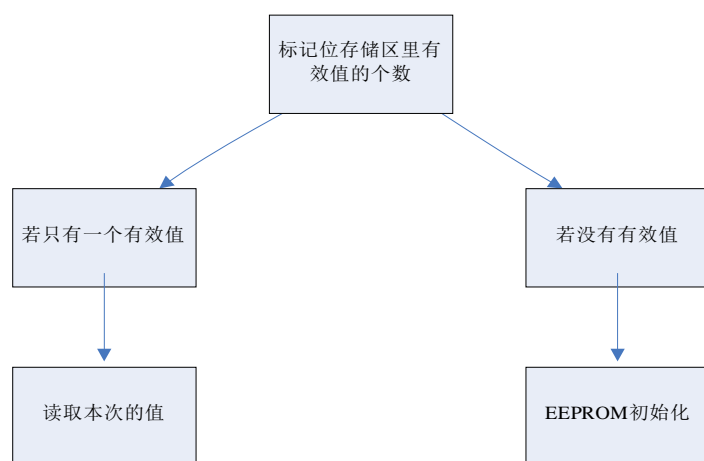 标记位存储区里有
效值的个数
若只有一个有效值
若没有有效值
读取本次的值
EEPROM初始化